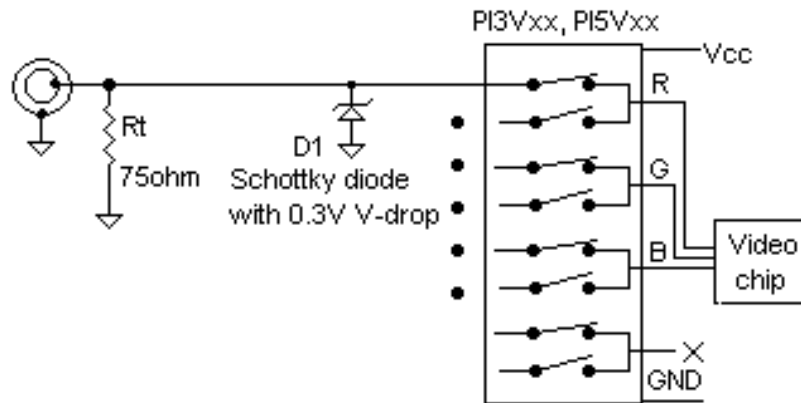 PI3Vxx, PI5Vxx
Vcc
R
Rt
75ohm
D1
Schottky diode
with 0.3V V-drop
G
B
Video
chip
X
GND